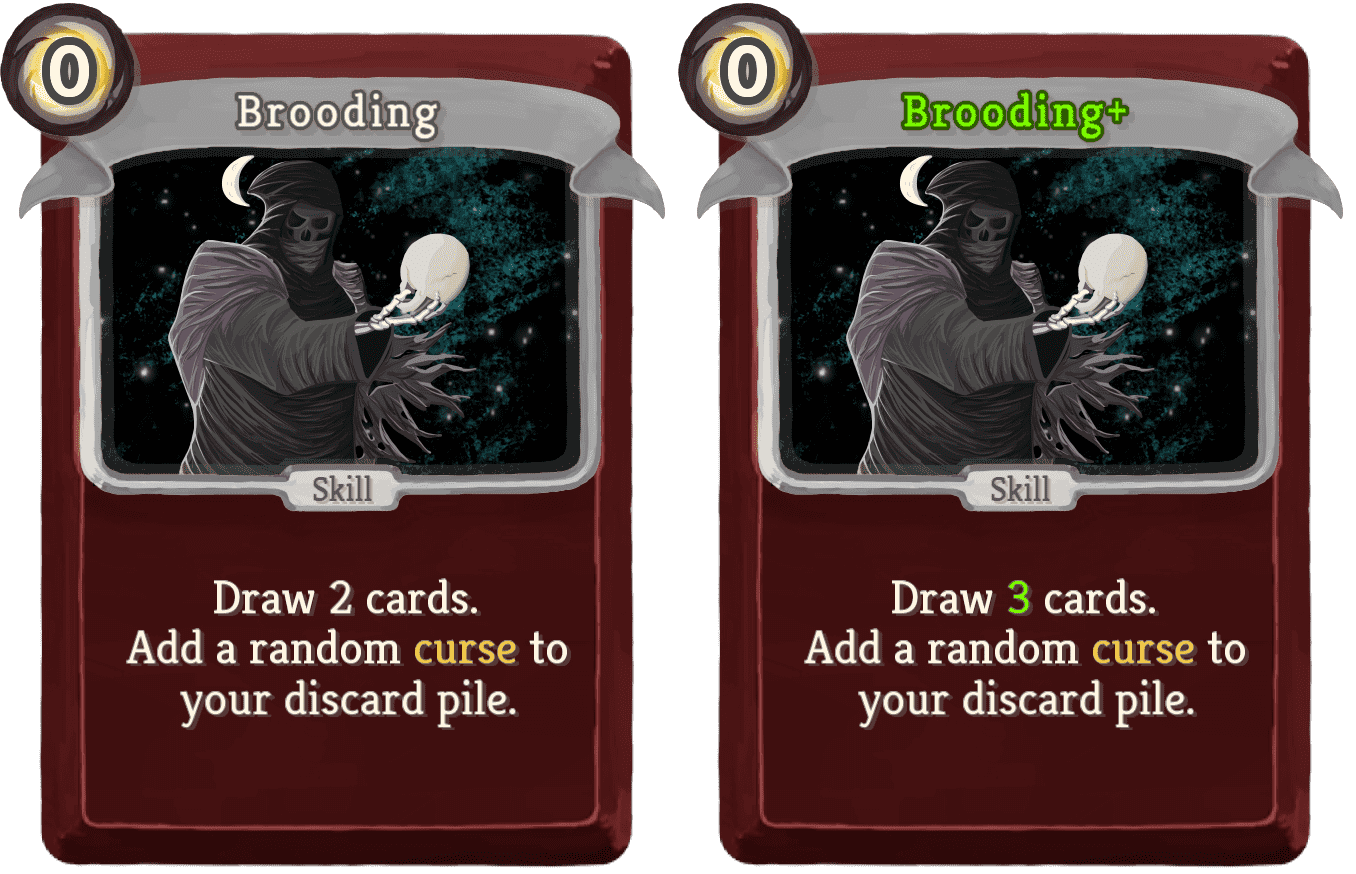 0
Brooding
Skill
Draw 2 cards.
Add a random curse to
your discard pile.
0
Brooding+
Skill
Draw 3 cards.
Add a random curse to
your discard pile.